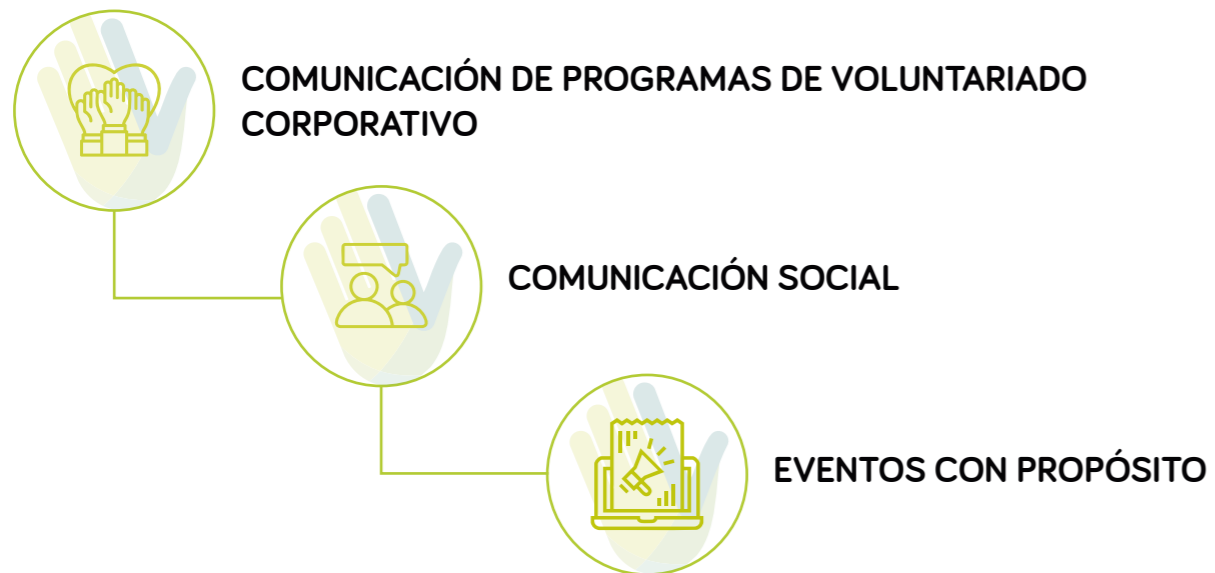 COMUNICACIÓN DE PROGRAMAS DE VOLUNTARIADO
CORPORATIVO
COMUNICACIÓN SOCIAL
EVENTOS CON PROPÓSITO